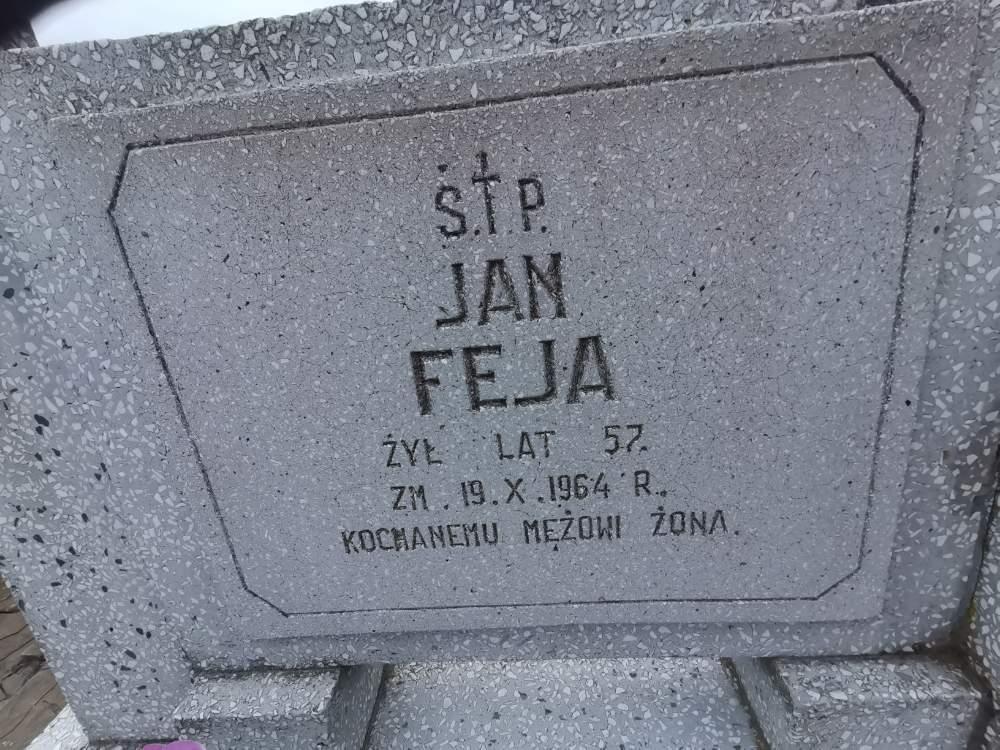 Ś.†P.
JAN
FEJA
ŻYŁ LAT 57.
ZM. 19.X.1964 R.
KOCHANEMU MĘŻOWI ŻONA.